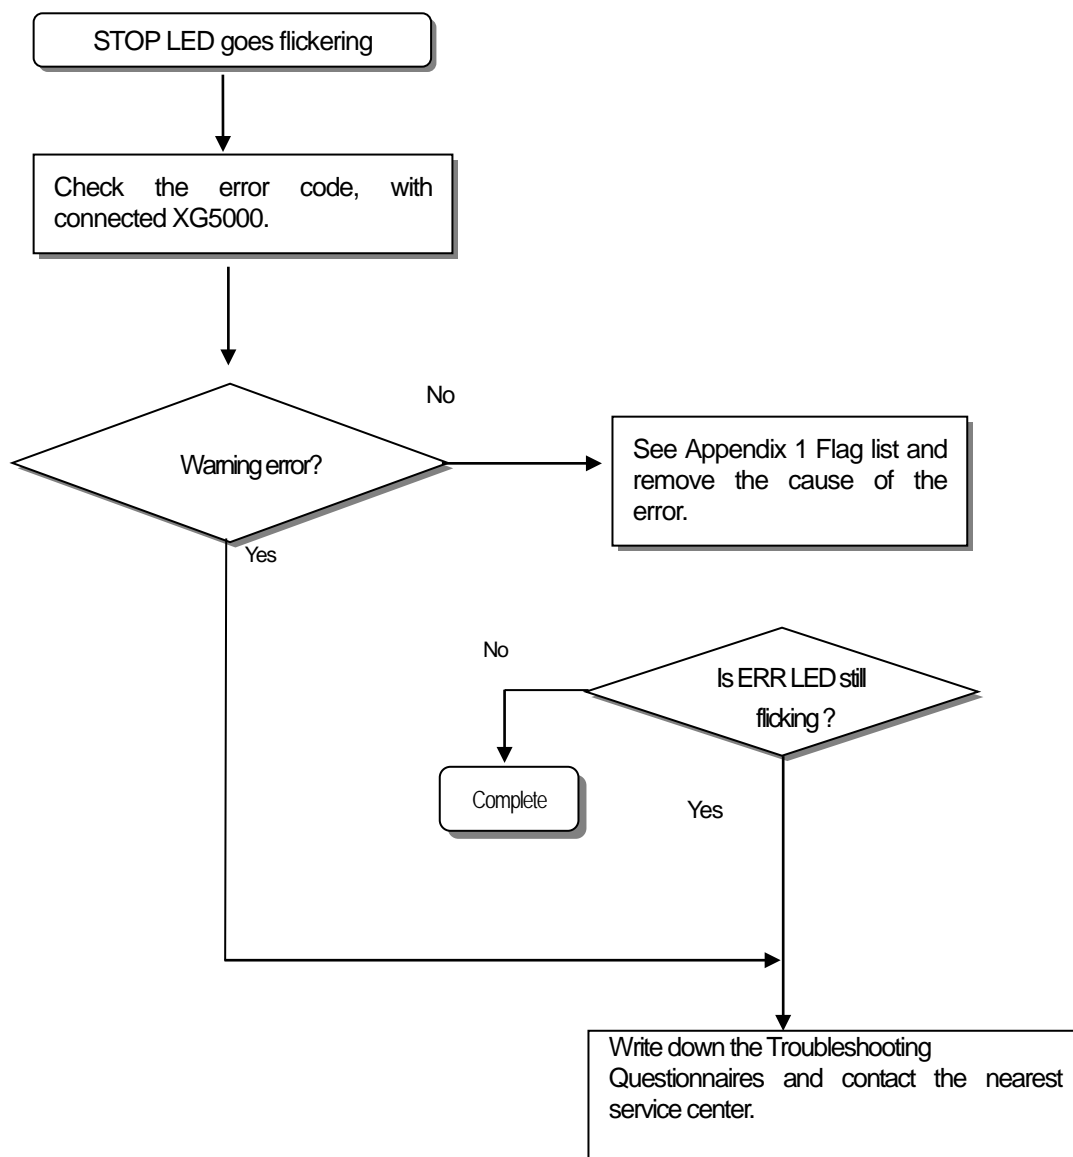 STOP LED goes flickering
Check the error code, with
connected XG5000.
No
Warning error?
See Appendix 1 Flag list and
remove the cause of the
error.
Yes
No
Is ERR LED still
flicking ?
Complete
Yes
Write down the Troubleshooting
Questionnaires and contact the nearest
service center.